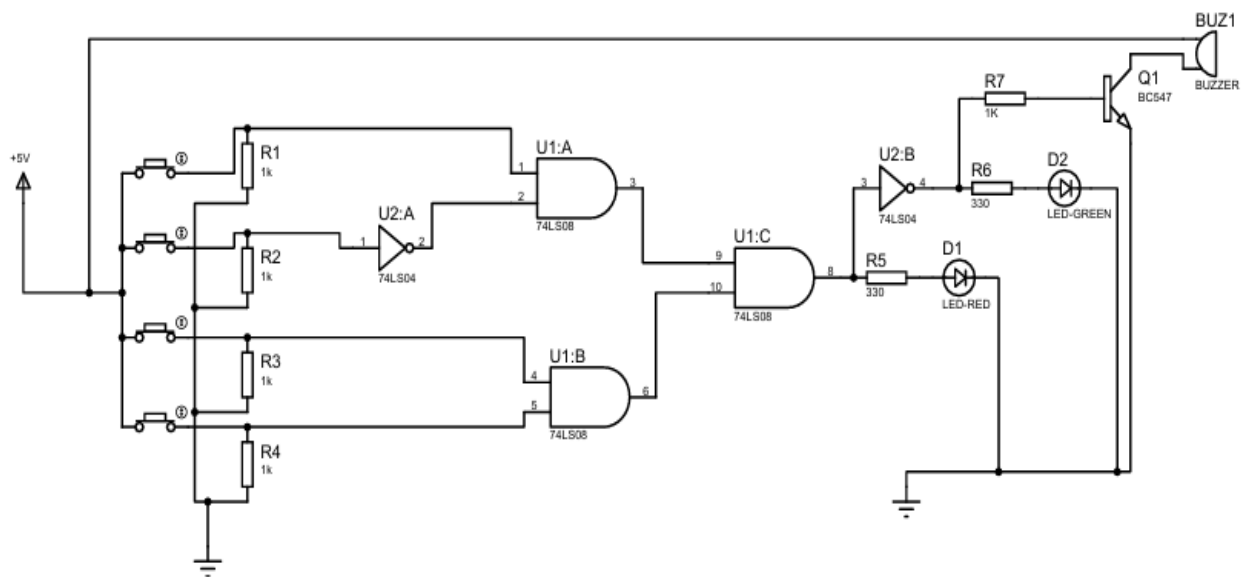 BUZ1
BUZZER
Q1
BC547
R7
1K
+5V
R1
1k
U1:A
1
2
3
74LS08
R2
1k
U2:A
1
2
74LS04
U2:B
3
4
74LS04
R6
330
D2
LED-GREEN
U1:C
9
10
8
74LS08
R5
330
D1
LED-RED
R3
1k
U1:B
4
5
6
74LS08
R4
1k